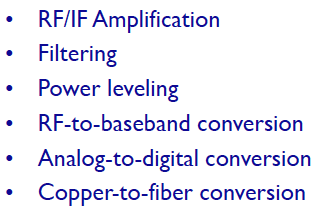 • RF/IF Amplification
• Filtering
• Power leveling
• RF-to-baseband conversion
• Analog-to-digital conversion
• Copper-to-fiber conversion